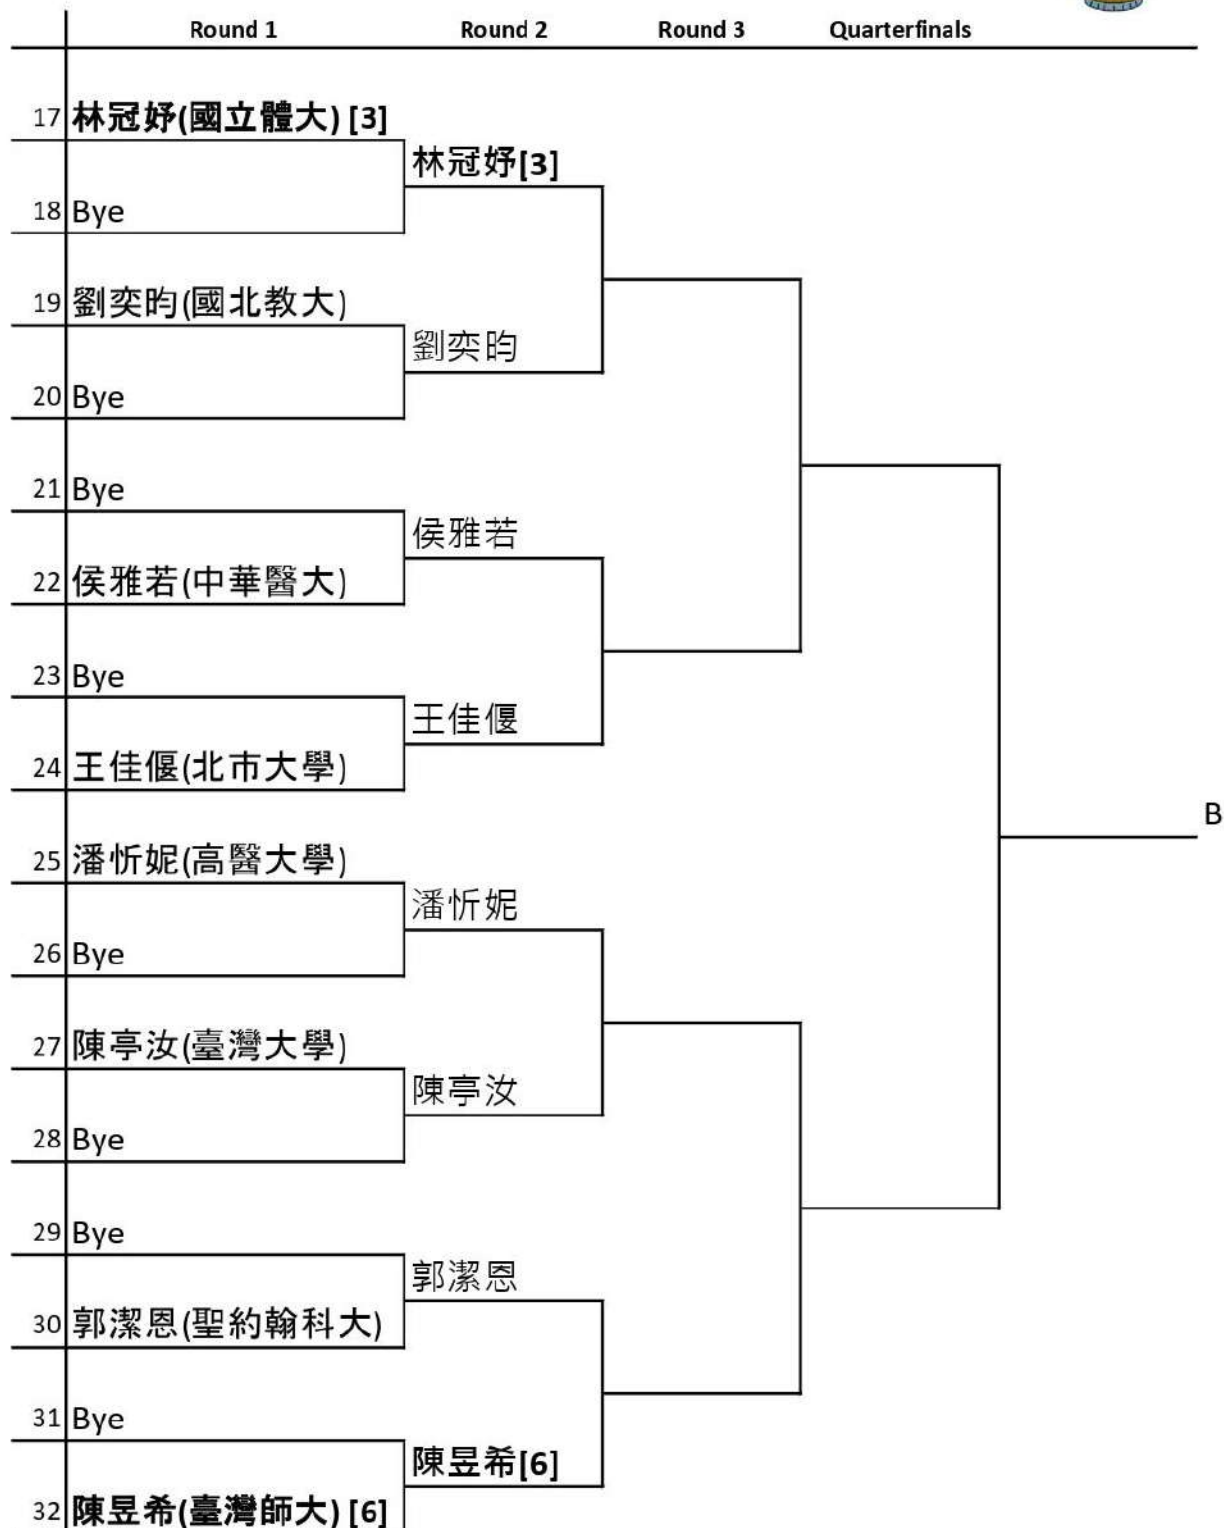 Round 1 Round 2 Round 3 Quarterfinals
17 林冠妤(國立體大) [3]
林冠妤[3]
18 Bye
19 劉奕昀(國北教大)
劉奕昀
20 Bye
21 Bye
侯雅若
22 侯雅若(中華醫大)
23 Bye
王佳偃
24 王佳偃(北市大學)
B
25 潘忻妮(高醫大學)
潘忻妮
26 Bye
27 陳亭汝(臺灣大學)
陳亭汝
28 Bye
29 Bye
郭潔恩
30 郭潔恩(聖約翰科大)
31 Bye
陳昱希[6]
32 陳昱希(臺灣師大) [6]